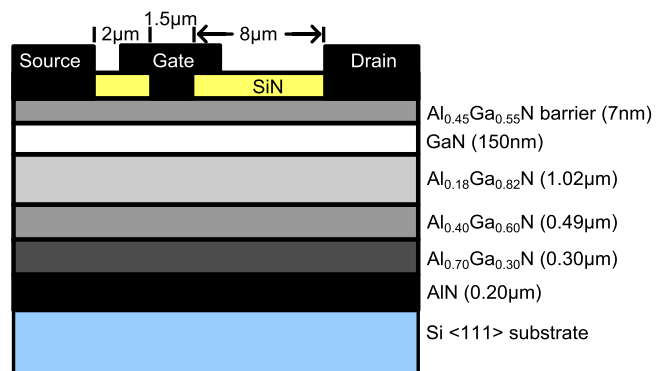 1.5µm
2µm
8µm
Source
Gate
Drain
SiN
Al₀.₄₅Ga₀.₅₅N barrier (7nm)
GaN (150nm)
Al₀.₁₈Ga₀.₈₂N (1.02µm)
Al₀.₄₀Ga₀.₆₀N (0.49µm)
Al₀.₇₀Ga₀.₃₀N (0.30µm)
AlN (0.20µm)
Si <111> substrate